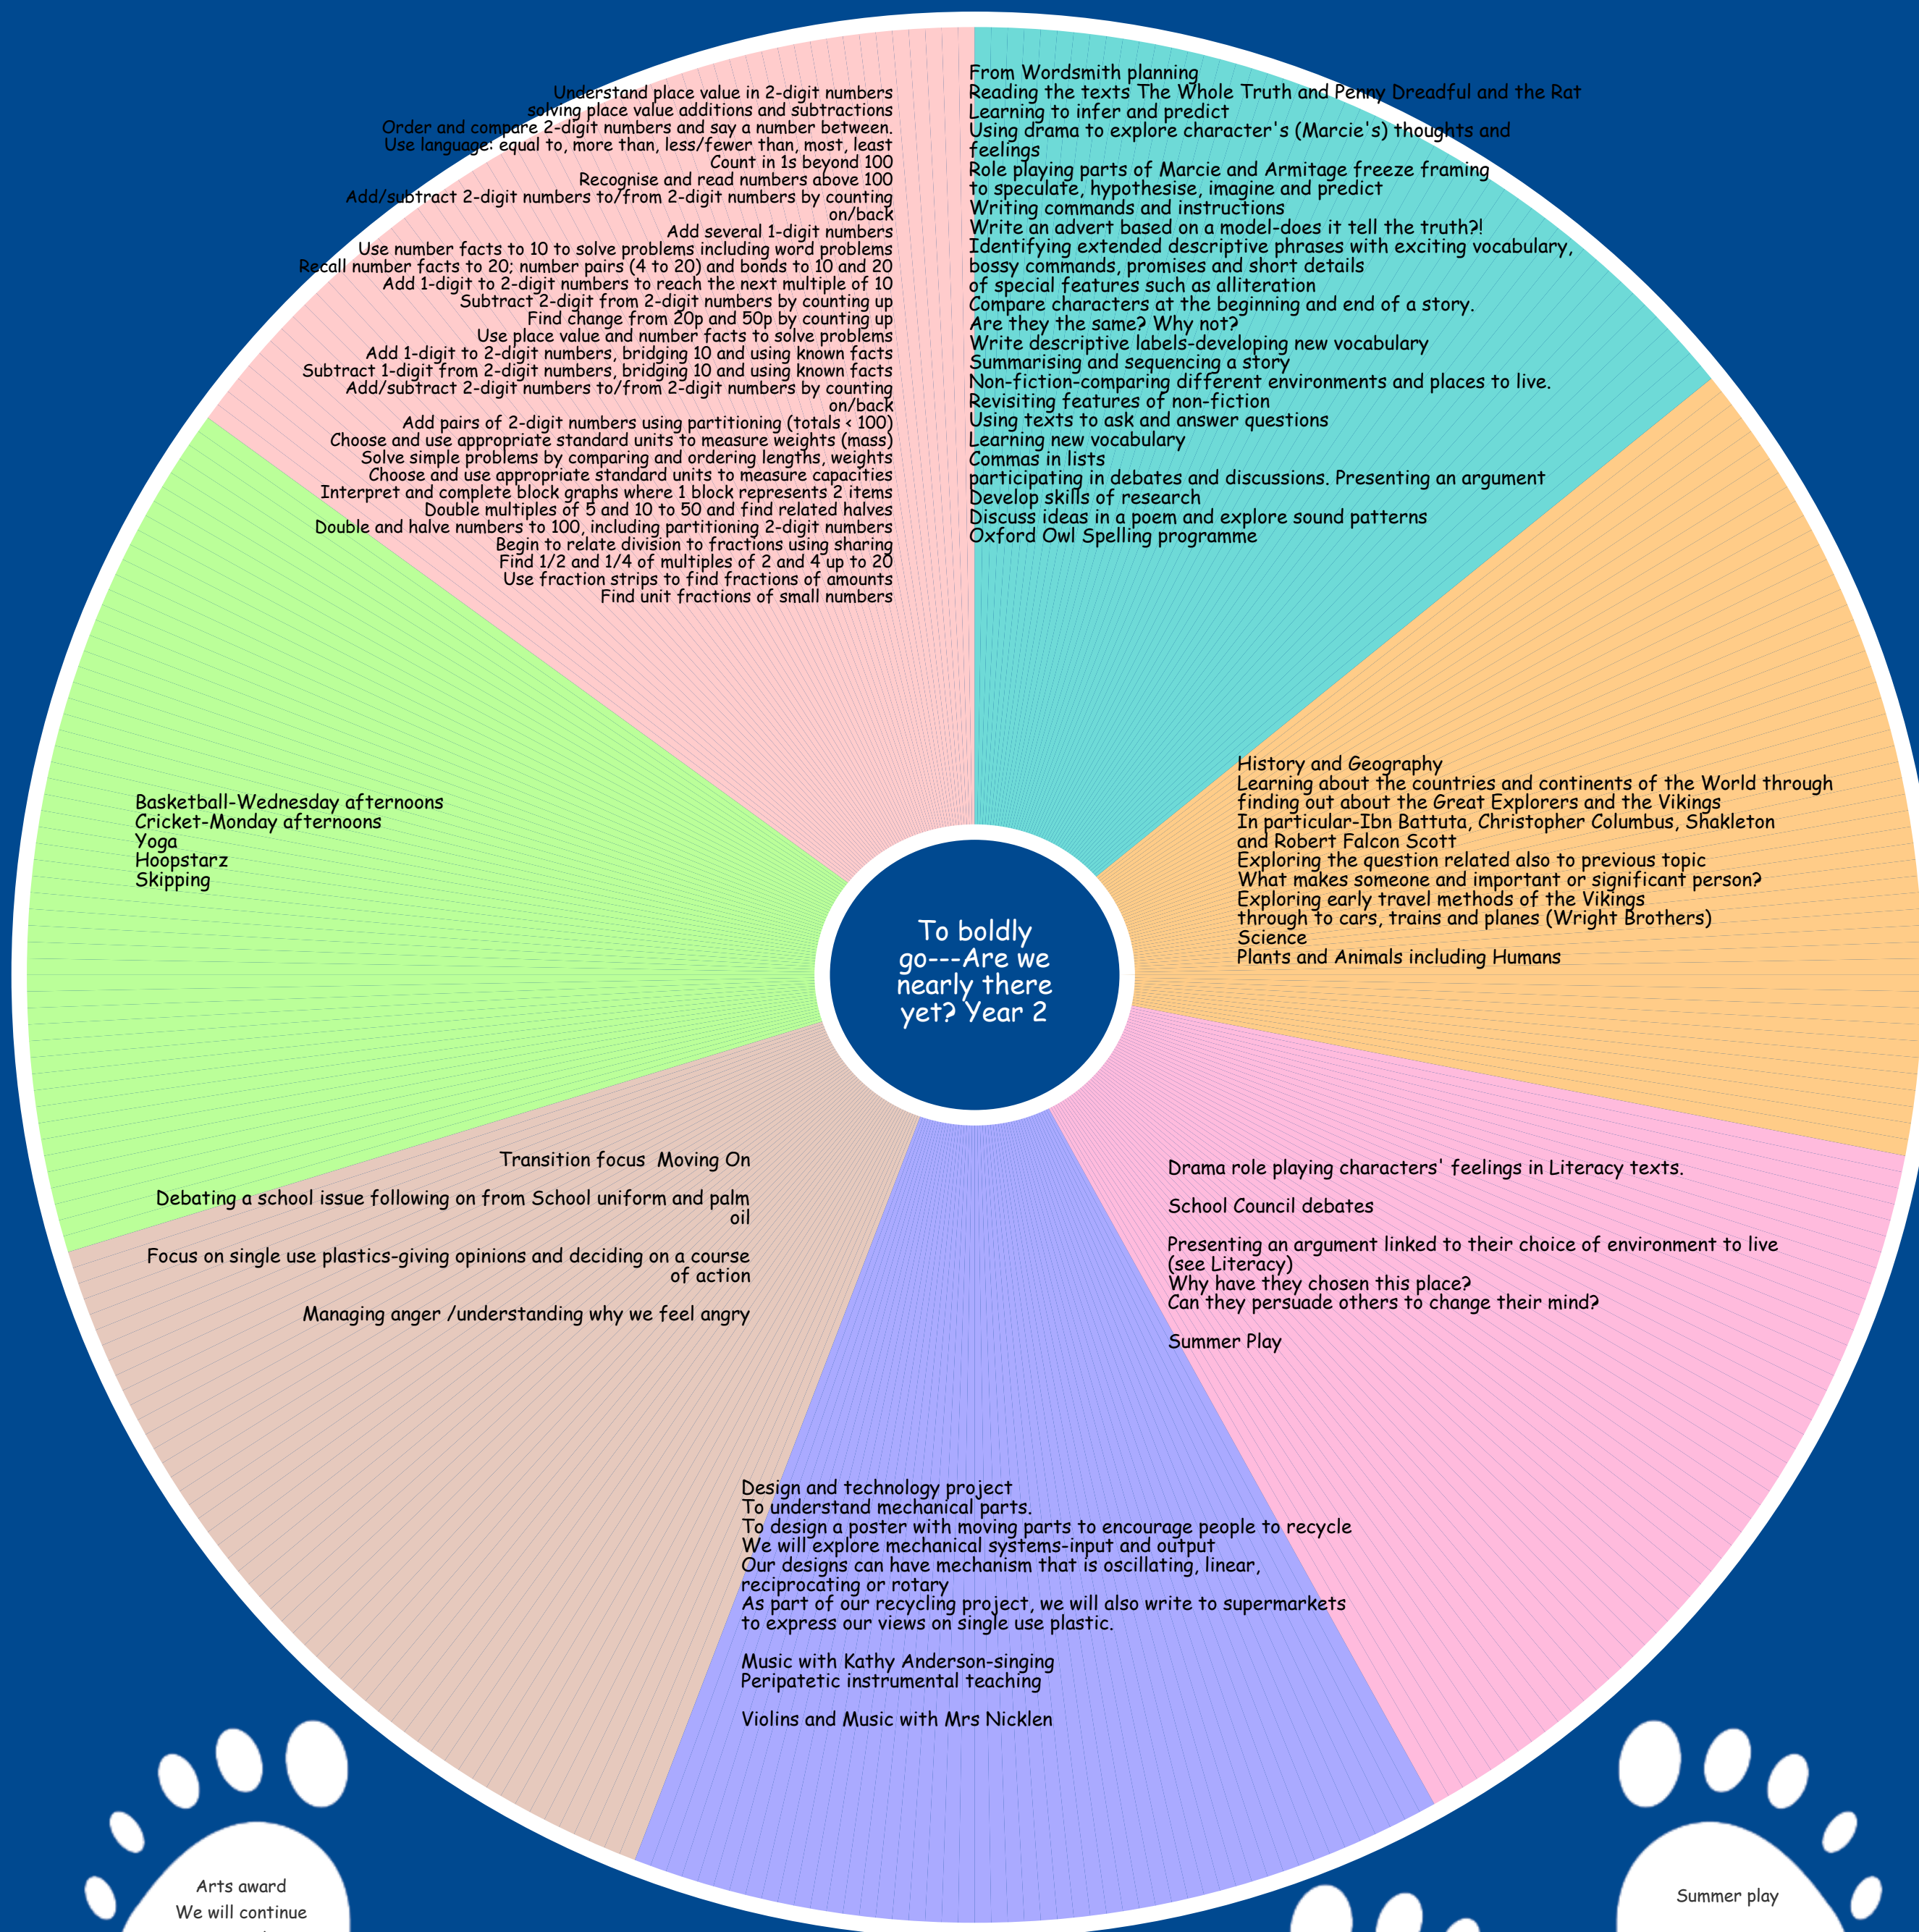 Understand place value in 2-digit numbers
solving place value additions and subtractions
Order and compare 2-digit numbers and say a number between.
Use language: equal to, more than, less/fewer than, most, least
Count in 1s beyond 100
Recognise and read numbers above 100
Add/subtract 2-digit numbers to/from 2-digit numbers by counting
on/back
Add several 1-digit numbers
Use number facts to 10 to solve problems including word problems
Recall number facts to 20; number pairs (4 to 20) and bonds to 10 and 20
Add 1-digit to 2-digit numbers to reach the next multiple of 10
Subtract 2-digit from 2-digit numbers by counting up
Find change from 20p and 50p by counting up
Use place value and number facts to solve problems
Add 1-digit to 2-digit numbers, bridging 10 and using known facts
Subtract 1-digit from 2-digit numbers, bridging 10 and using known facts
Add/subtract 2-digit numbers to/from 2-digit numbers by counting
on/back
Add pairs of 2-digit numbers using partitioning (totals < 100)
Choose and use appropriate standard units to measure weights (mass)
Solve simple problems by comparing and ordering lengths, weights
Choose and use appropriate standard units to measure capacities
Interpret and complete block graphs where 1 block represents 2 items
Double multiples of 5 and 10 to 50 and find related halves
Double and halve numbers to 100, including partitioning 2-digit numbers
Begin to relate division to fractions using sharing
Find 1/2 and 1/4 of multiples of 2 and 4 up to 20
Use fraction strips to find fractions of amounts
Find unit fractions of small numbers
From Wordsmith planning
Reading the texts The Whole Truth and Penny Dreadful and the Rat
Learning to infer and predict
Using drama to explore character's (Marcie's) thoughts and
feelings
Role playing parts of Marcie and Armitage freeze framing
to speculate, hypothesise, imagine and predict
Writing commands and instructions
Write an advert based on a model-does it tell the truth?!
Identifying extended descriptive phrases with exciting vocabulary,
bossy commands, promises and short details
of special features such as alliteration
Compare characters at the beginning and end of a story.
Are they the same? Why not?
Write descriptive labels-developing new vocabulary
Summarising and sequencing a story
Non-fiction-comparing different environments and places to live.
Revisiting features of non-fiction
Using texts to ask and answer questions
Learning new vocabulary
Commas in lists
participating in debates and discussions. Presenting an argument
Develop skills of research
Discuss ideas in a poem and explore sound patterns
Oxford Owl Spelling programme
History and Geography
Learning about the countries and continents of the World through
finding out about the Great Explorers and the Vikings
In particular-Ibn Battuta, Christopher Columbus, Shakleton
and Robert Falcon Scott
Exploring the question related also to previous topic
What makes someone and important or significant person?
Exploring early travel methods of the Vikings
through to cars, trains and planes (Wright Brothers)
Science
Plants and Animals including Humans
Basketball-Wednesday afternoons
Cricket-Monday afternoons
Yoga
Hoopstarz
Skipping
To boldly
go---Are we
nearly there
yet? Year 2
Transition focus  Moving On
Debating a school issue following on from School uniform and palm
oil
Focus on single use plastics-giving opinions and deciding on a course
of action
Managing anger /understanding why we feel angry
Drama role playing characters' feelings in Literacy texts.
School Council debates
Presenting an argument linked to their choice of environment to live
(see Literacy)
Why have they chosen this place?
Can they persuade others to change their mind?
Summer Play
Design and technology project
To understand mechanical parts.
To design a poster with moving parts to encourage people to recycle
We will explore mechanical systems-input and output
Our designs can have mechanism that is oscillating, linear,
reciprocating or rotary
As part of our recycling project, we will also write to supermarkets
to express our views on single use plastic.
Music with Kathy Anderson-singing
Peripatetic instrumental teaching
Violins and Music with Mrs Nicklen
Arts award
We will continue
Summer play